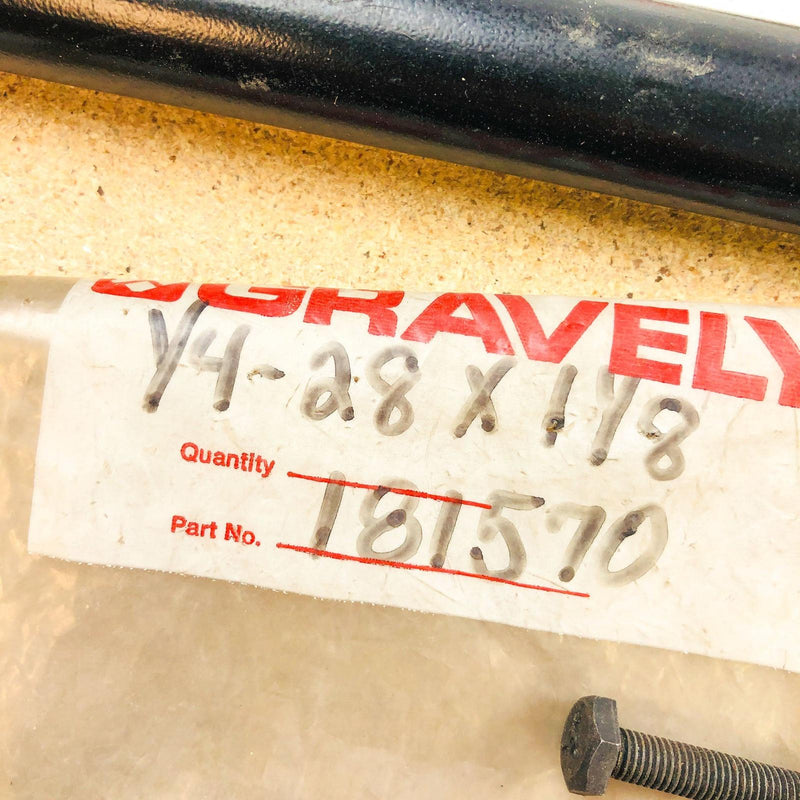 GRAVELY
1/4-28 X 1 1/8
Quantity
Part No. 181570